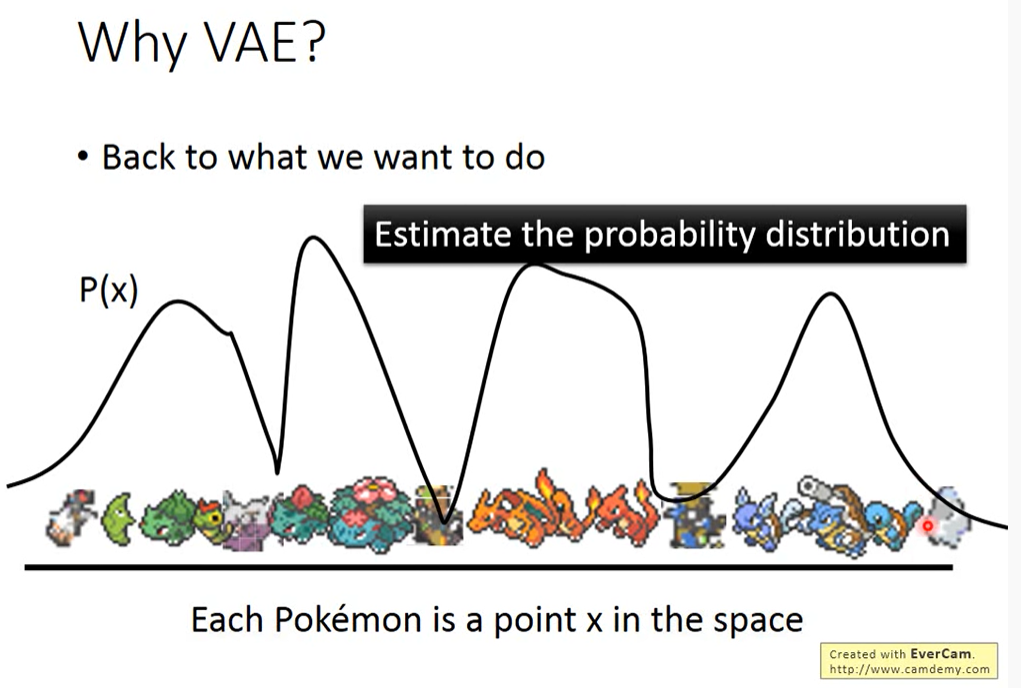 Why VAE?
• Back to what we want to do
Estimate the probability distribution
P(x)
Each Pokémon is a point x in the space
Created with EverCam.
http://www.camdemy.com